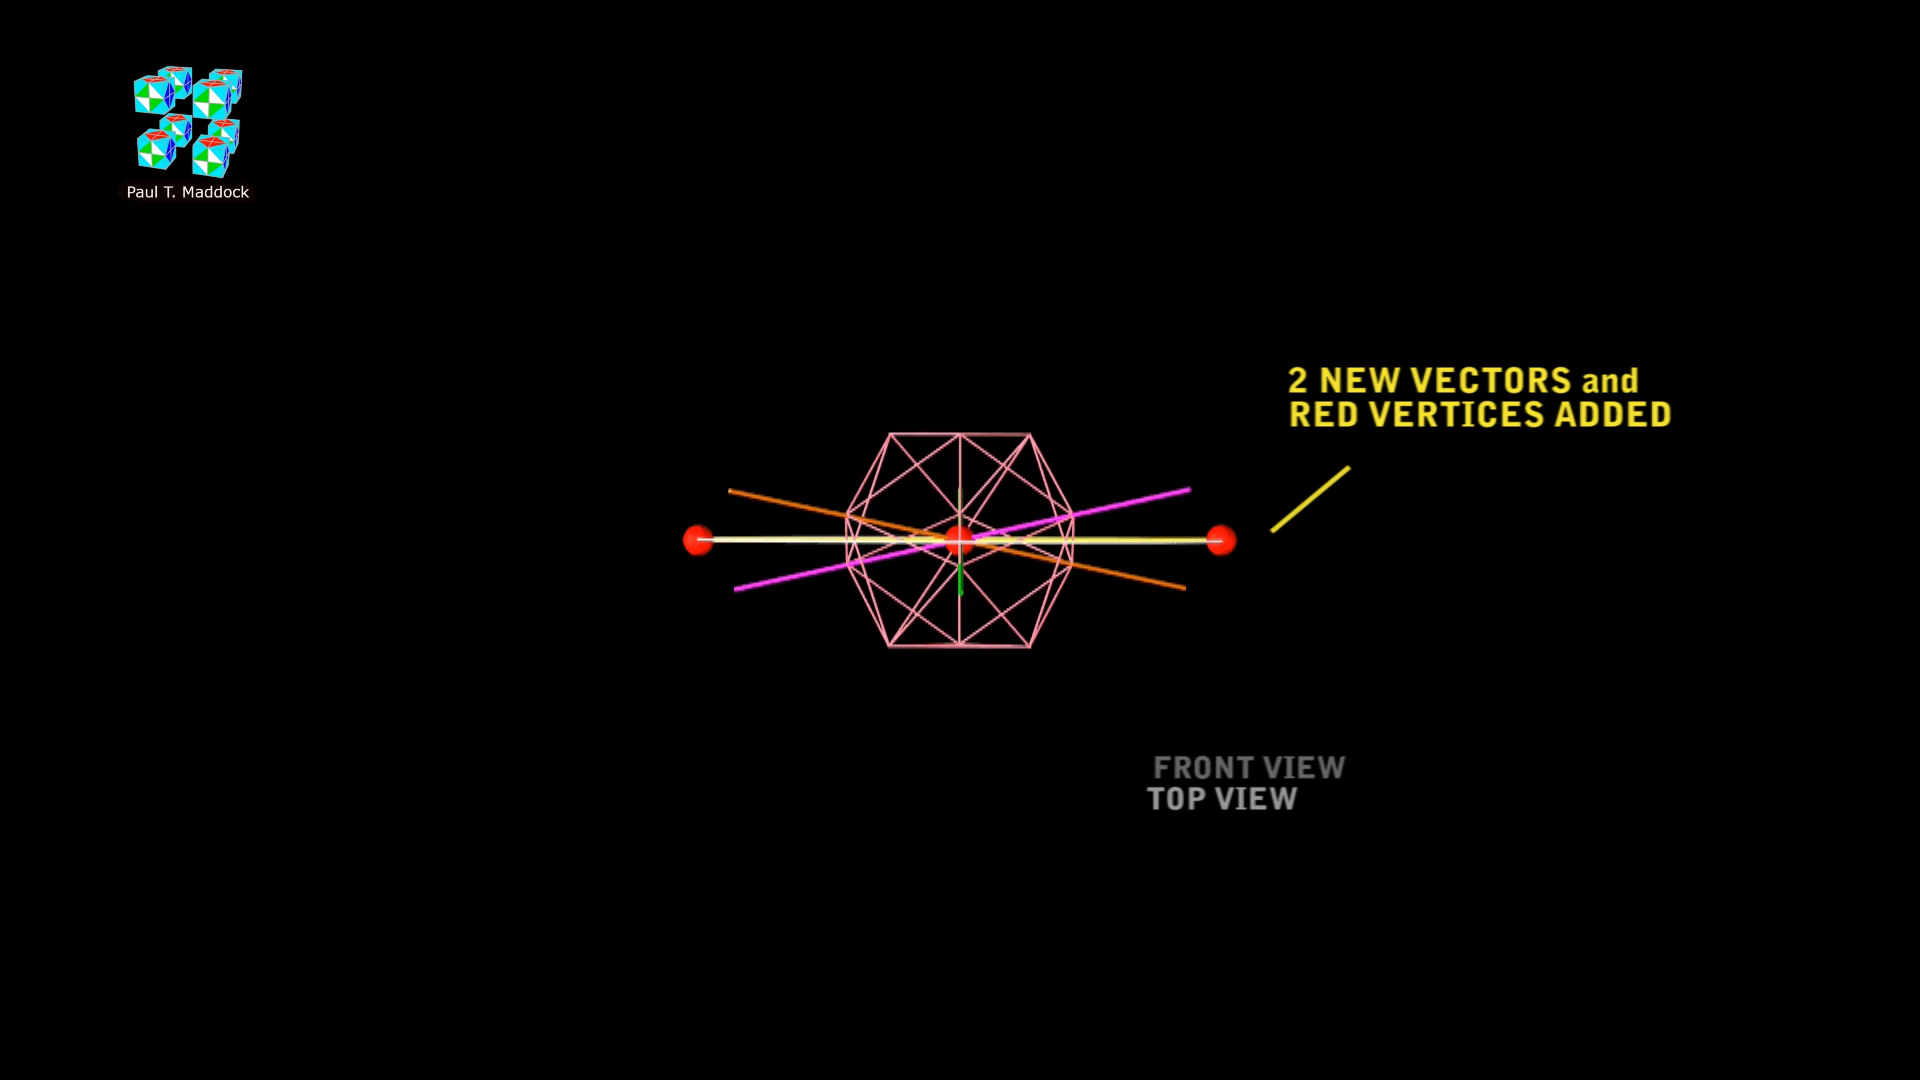 Paul T. Maddock
2 NEW VECTORS and
RED VERTICES ADDED
FRONT VIEW
TOP VIEW